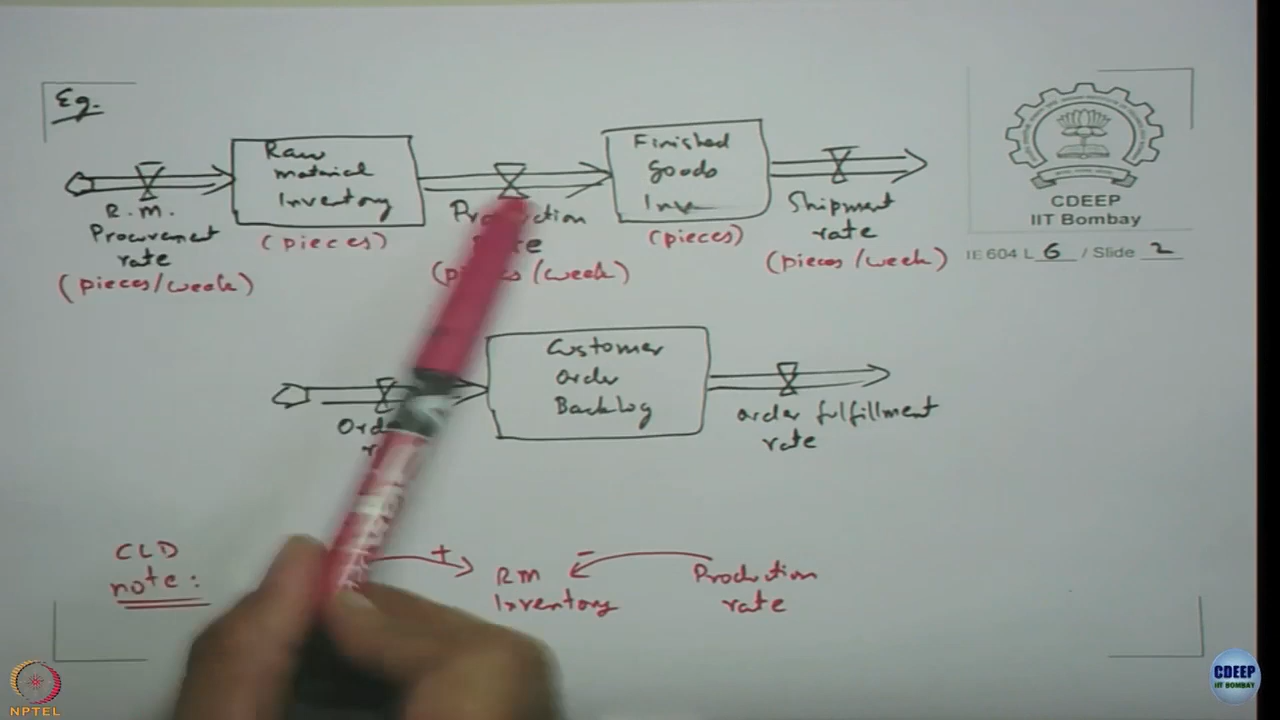 Eg.
Raw
material
Inventory
(pieces)
R.M.
Procurement
rate
(pieces/week)
Production
(pieces/week)
Finished
Goods
Inv
(pieces)
Shipment
rate
(pieces/week)
CDEEP
IIT Bombay
IE 604 L 6 / Slide 2
Customer
Order
Backlog
order fulfillment
rate
CLD
note:
+
RM
Inventory
-
Production
rate
NPTEL
CDEEP
IIT BOMBAY